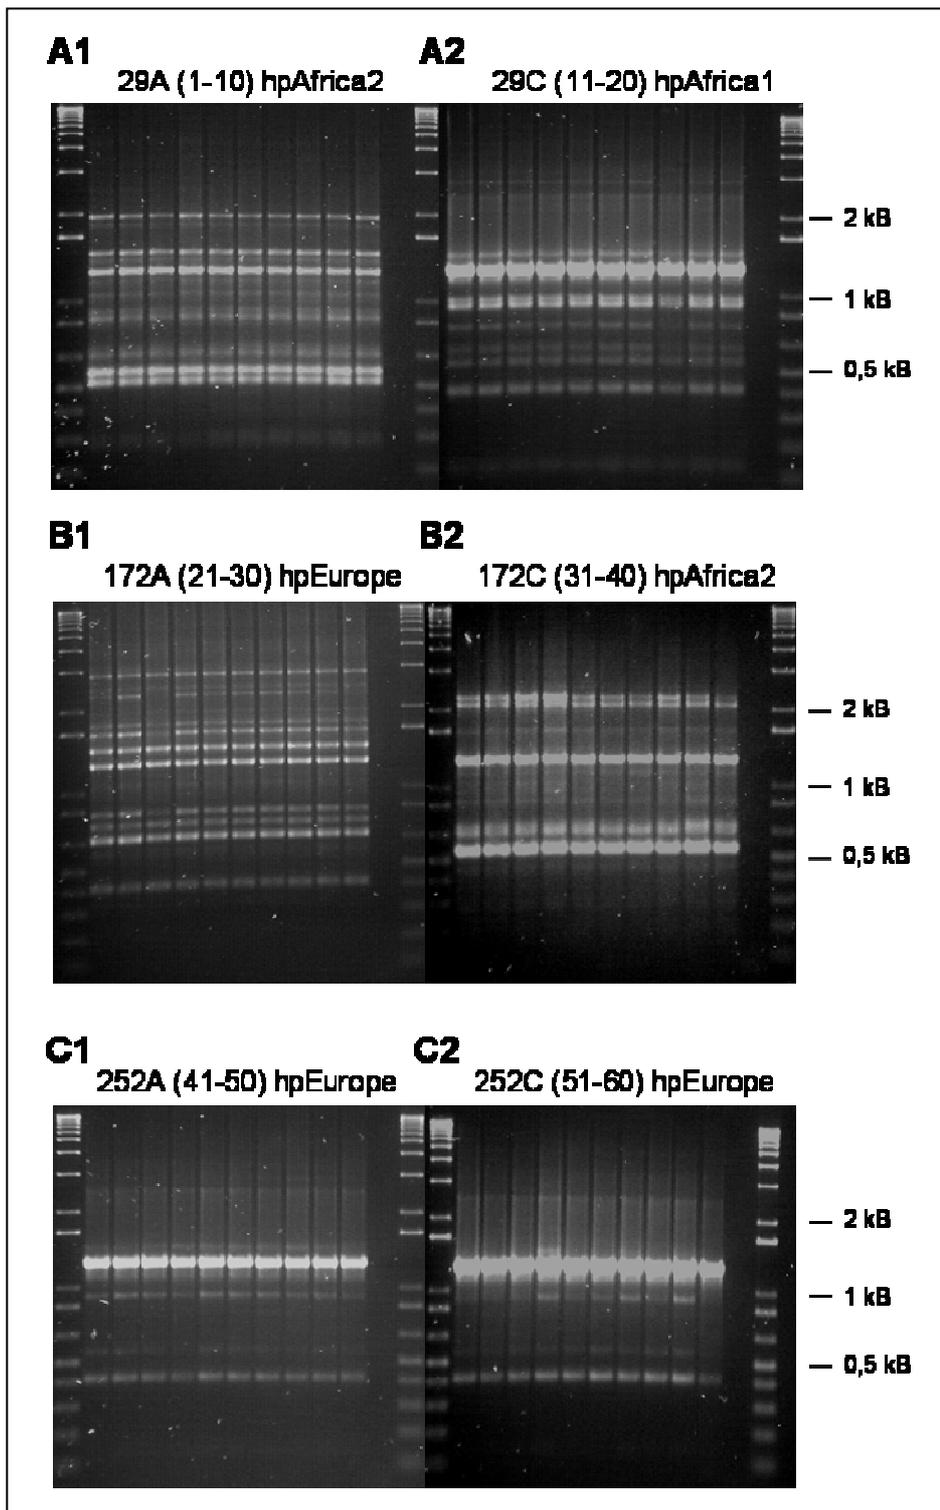 A1 A2
29A (1-10) hpAfrica2 29C (11-20) hpAfrica1
2 kB
1 kB
0,5 kB
B1 B2
172A (21-30) hpEurope 172C (31-40) hpAfrica2
2 kB
1 kB
0,5 kB
C1 C2
252A (41-50) hpEurope 252C (51-60) hpEurope
2 kB
1 kB
0,5 kB